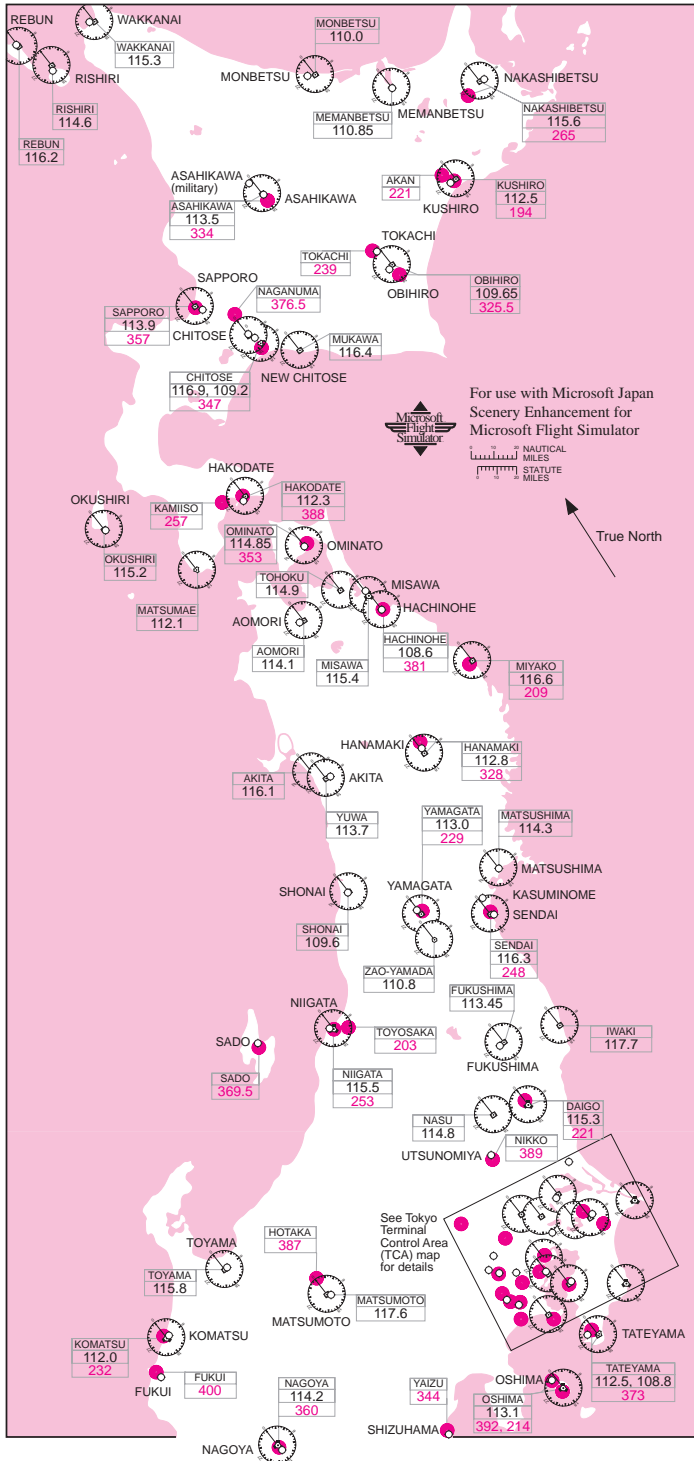 REBUN
WAKKANAI
WAKKANAI
115.3
RISHIRI
RISHIRI
114.6
REBUN
116.2
MONBETSU
110.0
MONBETSU
MEMANBETSU
MEMANBETSU
110.85
NAKASHIBETSU
NAKASHIBETSU
115.6
265
ASAHIKAWA
(military)
ASAHIKAWA
ASAHIKAWA
113.5
334
AKAN
221
KUSHIRO
KUSHIRO
112.5
194
TOKACHI
TOKACHI
239
OBIHIRO
OBIHIRO
109.65
325.5
SAPPORO
SAPPORO
113.9
357
NAGANUMA
376.5
CHITOSE
MUKAWA
116.4
NEW CHITOSE
CHITOSE
116.9, 109.2
347
Microsoft
Flight
Simulator
For use with Microsoft Japan
Scenery Enhancement for
Microsoft Flight Simulator
0 10 20
NAUTICAL
MILES
STATUTE
MILES
0 10 20
True North
HAKODATE
HAKODATE
112.3
388
KAMIISO
257
OKUSHIRI
OKUSHIRI
115.2
OMINATO
114.85
353
OMINATO
MATSUMAE
112.1
TOHOKU
114.9
MISAWA
HACHINOHE
AOMORI
AOMORI
114.1
MISAWA
115.4
HACHINOHE
108.6
381
MIYAKO
116.6
209
HANAMAKI
HANAMAKI
112.8
328
AKITA
116.1
AKITA
YUWA
113.7
YAMAGATA
113.0
229
MATSUSHIMA
114.3
MATSUSHIMA
SHONAI
SHONAI
109.6
YAMAGATA
KASUMINOME
SENDAI
SENDAI
116.3
248
ZAO-YAMADA
110.8
NIIGATA
TOYOSAKA
203
NIIGATA
115.5
253
SADO
SADO
369.5
FUKUSHIMA
113.45
FUKUSHIMA
IWAKI
117.7
NASU
114.8
DAIGO
115.3
221
UTSUNOMIYA
NIKKO
389
See Tokyo
Terminal
Control Area
(TCA) map
for details
TOYAMA
TOYAMA
115.8
HOTAKA
387
MATSUMOTO
MATSUMOTO
117.6
KOMATSU
KOMATSU
112.0
232
FUKUI
FUKUI
400
NAGOYA
114.2
360
NAGOYA
YAIZU
344
SHIZUHAMA
OSHIMA
OSHIMA
113.1
392, 214
TATEYAMA
TATEYAMA
112.5, 108.8
373